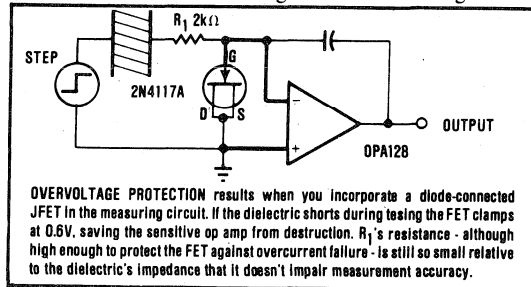 R1 2kΩ
STEP
G
2N4117A
D
S
−
+
OUTPUT
OPA128
OVERVOLTAGE PROTECTION results when you incorporate a diode-connected
JFET in the measuring circuit. If the dielectric shorts during tesing the FET clamps
at 0.6V, saving the sensitive op amp from destruction. R1's resistance - although
high enough to protect the FET against overcurrent failure - is still so small relative
to the dielectric's impedance that it doesn't impair measurement accuracy.